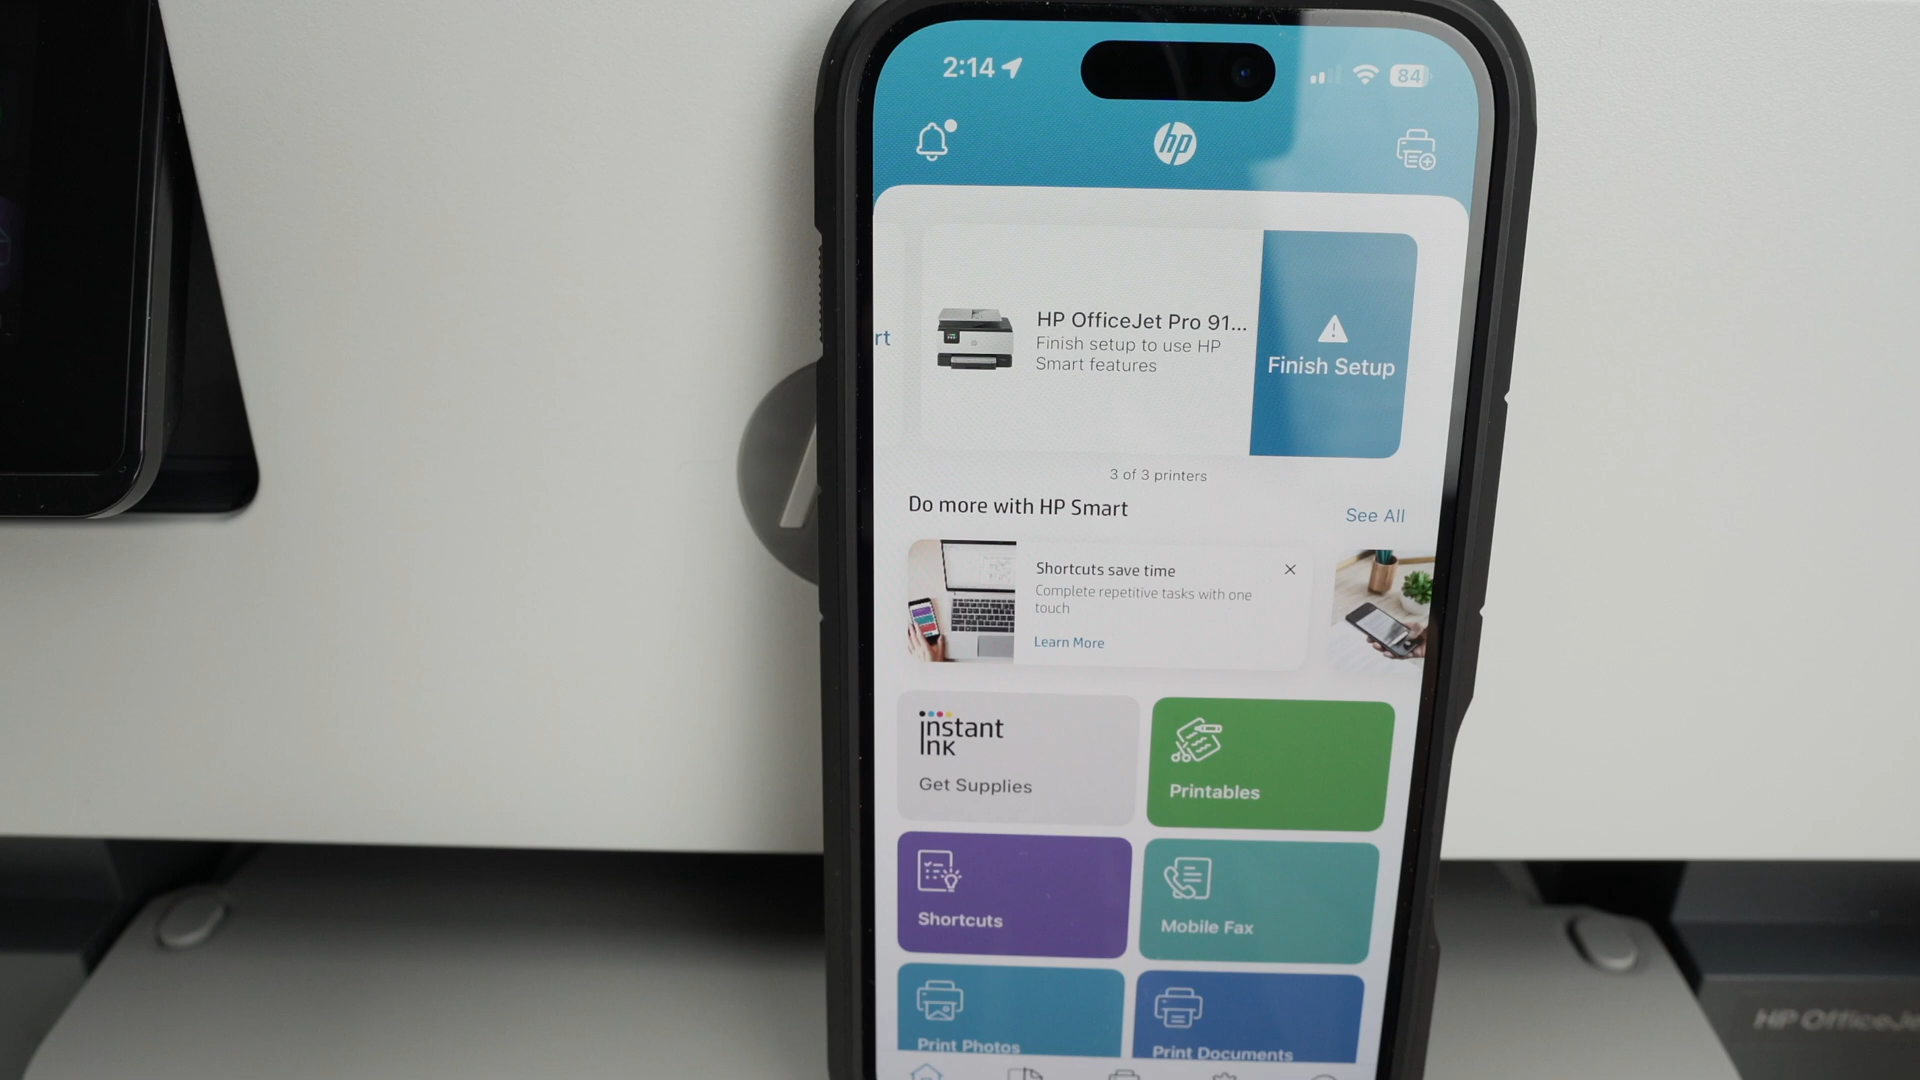 2:14
84
hp
HP OfficeJet Pro 91...
Finish setup to use HP
Smart features
rt
Finish Setup
3 of 3 printers
Do more with HP Smart
See All
Shortcuts save time
Complete repetitive tasks with one
touch
Learn More
instant
ink
Get Supplies
Printables
Shortcuts
Mobile Fax
Print Photos
Print Documents
HP OfficeJe